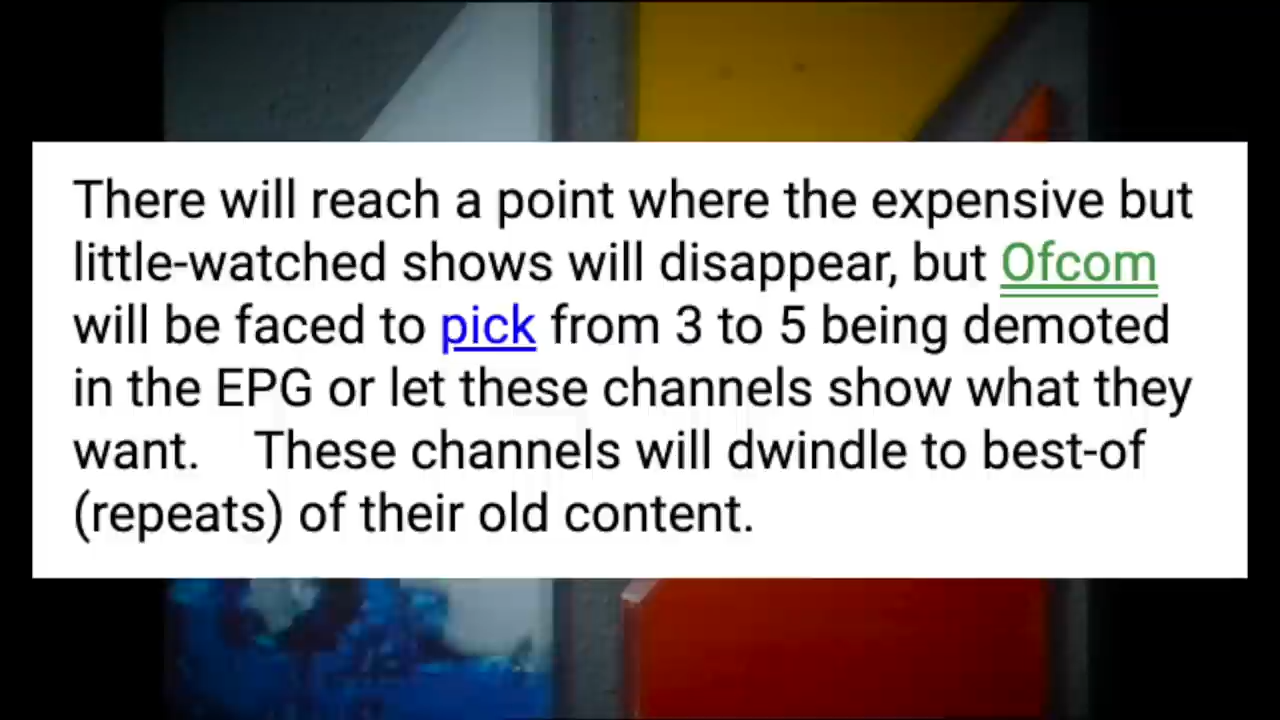 There will reach a point where the expensive but
little-watched shows will disappear, but Ofcom
will be faced to pick from 3 to 5 being demoted
in the EPG or let these channels show what they
want. These channels will dwindle to best-of
(repeats) of their old content.